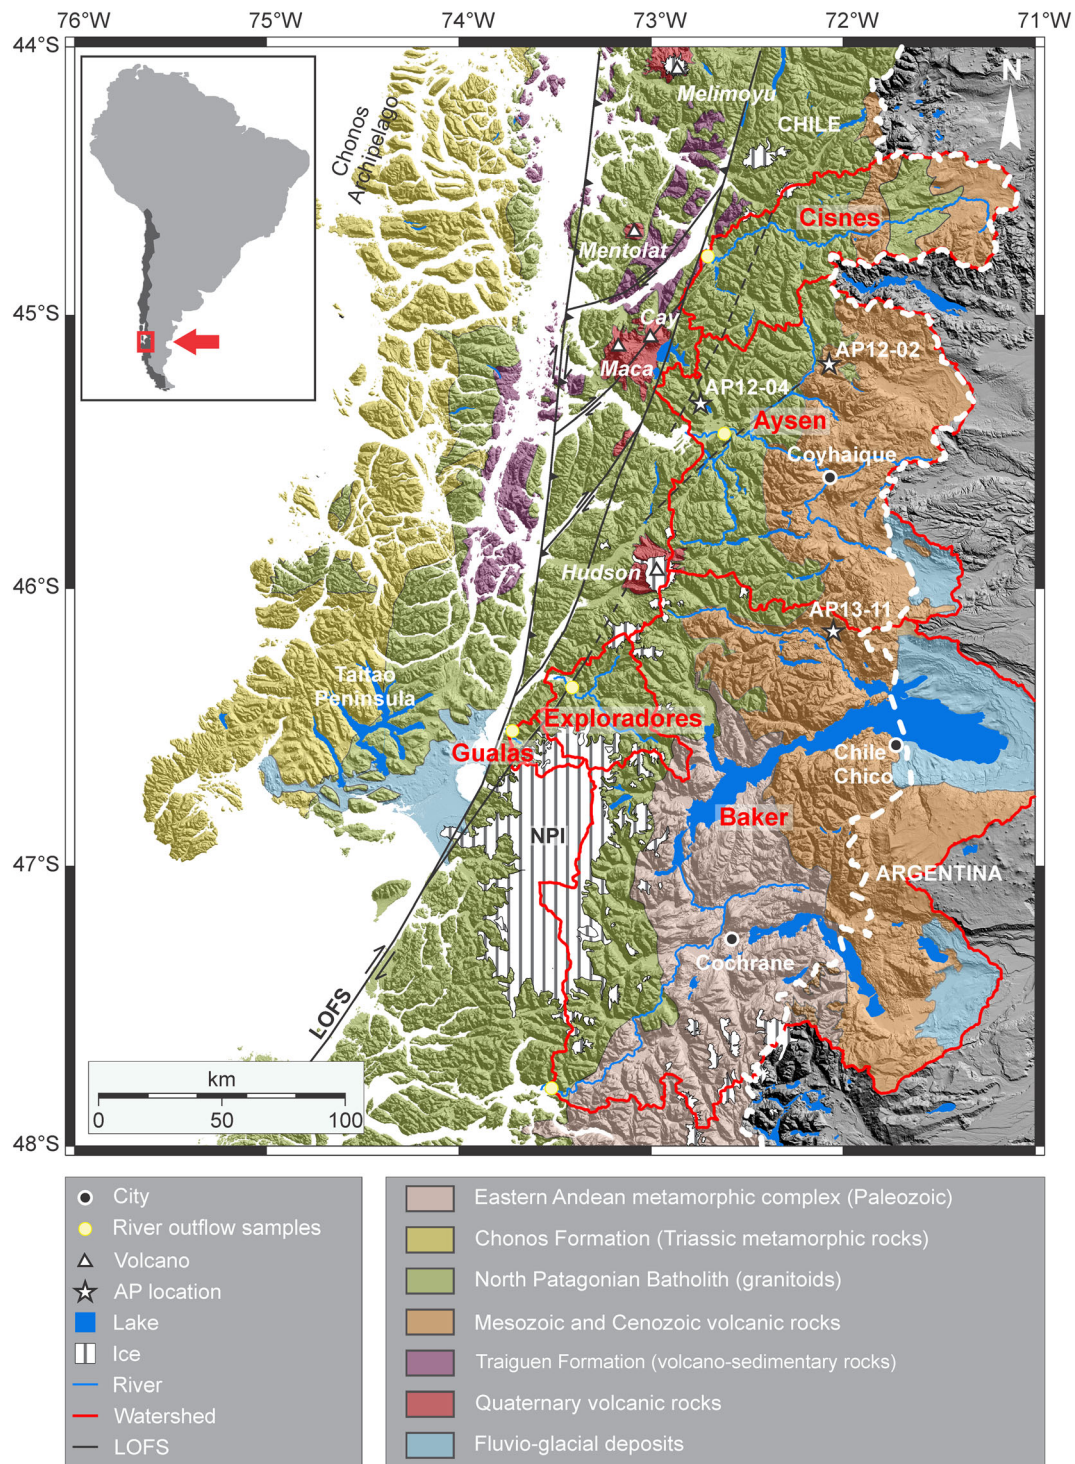 76°W
75°W
74°W
73°W
72°W
71°W
44°S
N
Melimoyu
CHILE
Chonos
Archipelago
Cisnes
Mentolat
45°S
Cay
Maca
AP12-02
AP12-04
Aysen
Coyhaique
46°S
Hudson
AP13-11
Taitao
Peninsula
Exploradores
Gualas
Chile
Chico
Baker
NPI
47°S
ARGENTINA
Cochrane
LOFS
km
0
50
100
48°S
City
River outflow samples
Volcano
AP location
Lake
Ice
River
Watershed
LOFS
Eastern Andean metamorphic complex (Paleozoic)
Chonos Formation (Triassic metamorphic rocks)
North Patagonian Batholith (granitoids)
Mesozoic and Cenozoic volcanic rocks
Traiguen Formation (volcano-sedimentary rocks)
Quaternary volcanic rocks
Fluvio-glacial deposits